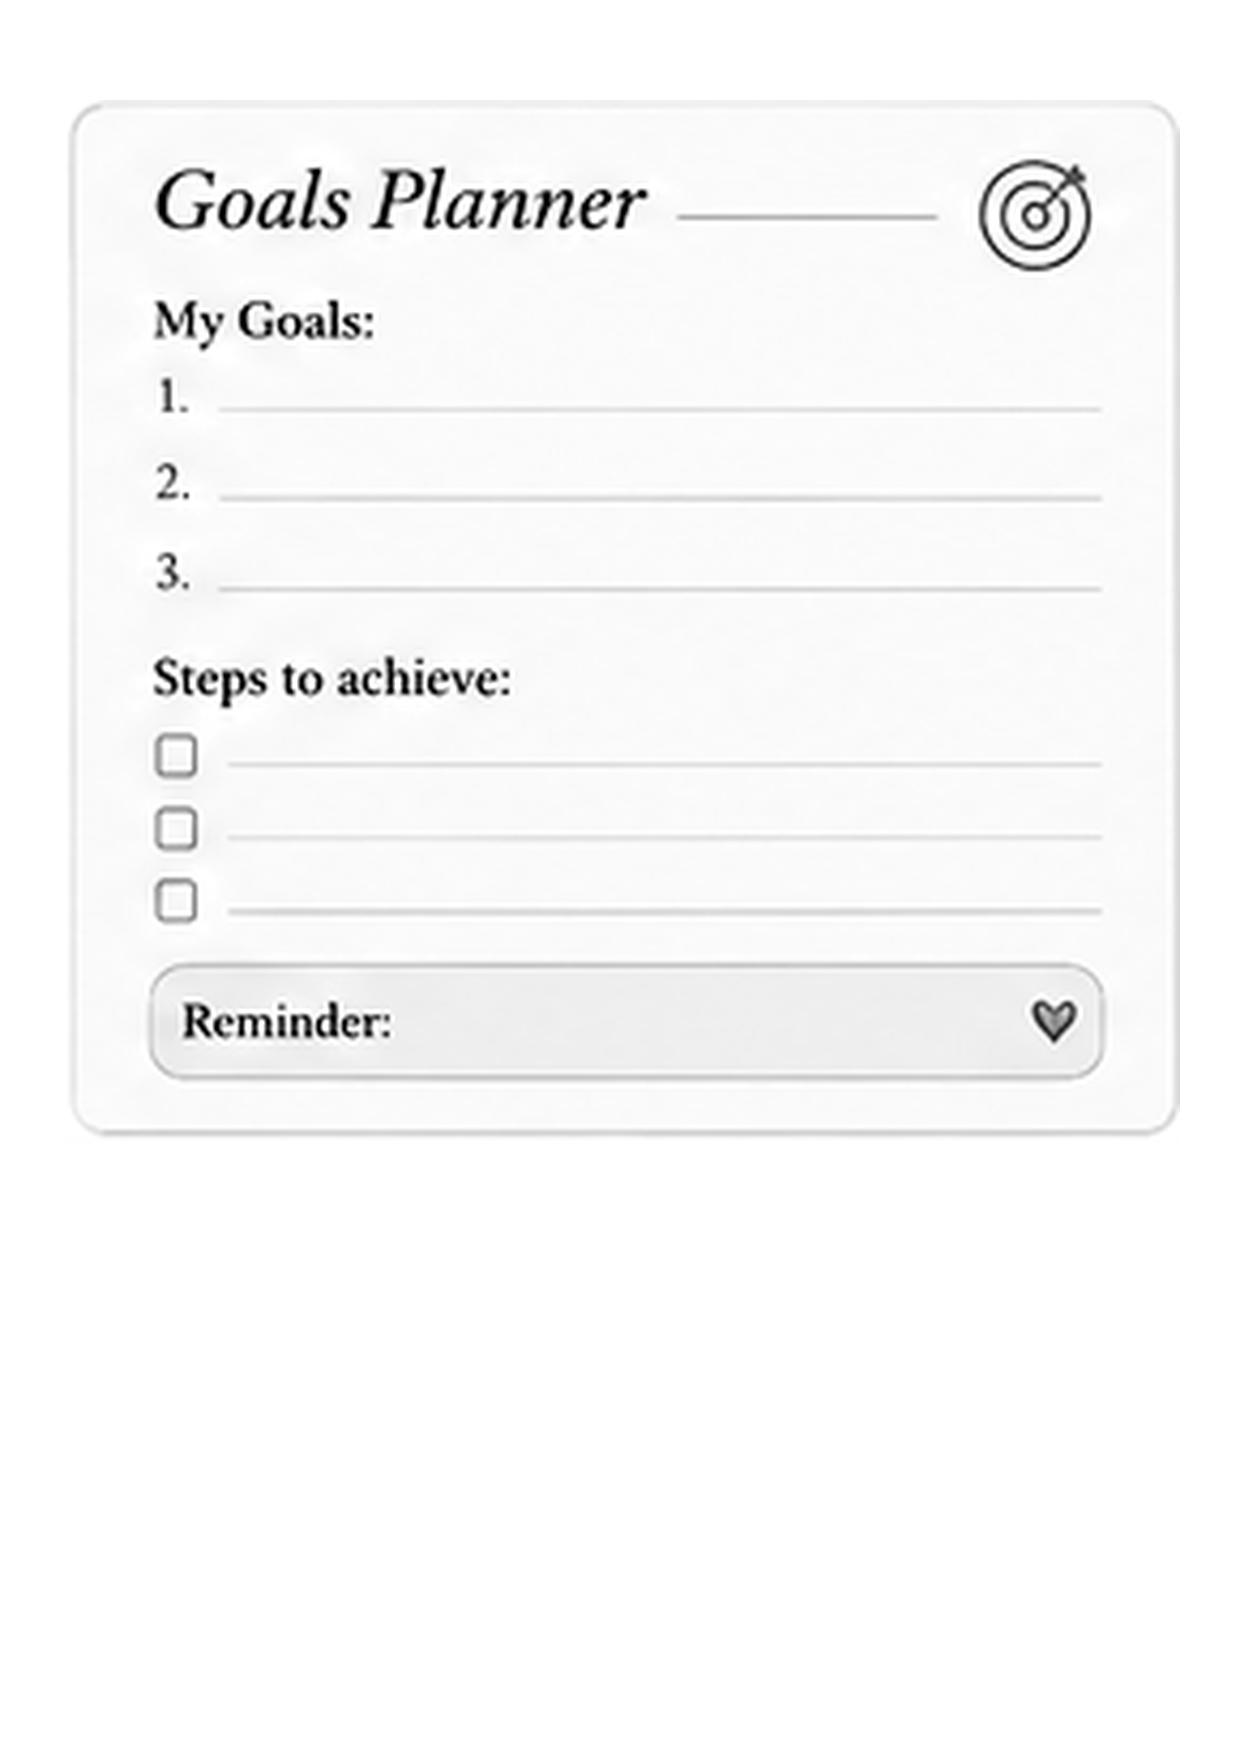 Goals Planner
My Goals:
1.
2.
3.
Steps to achieve:
Reminder: